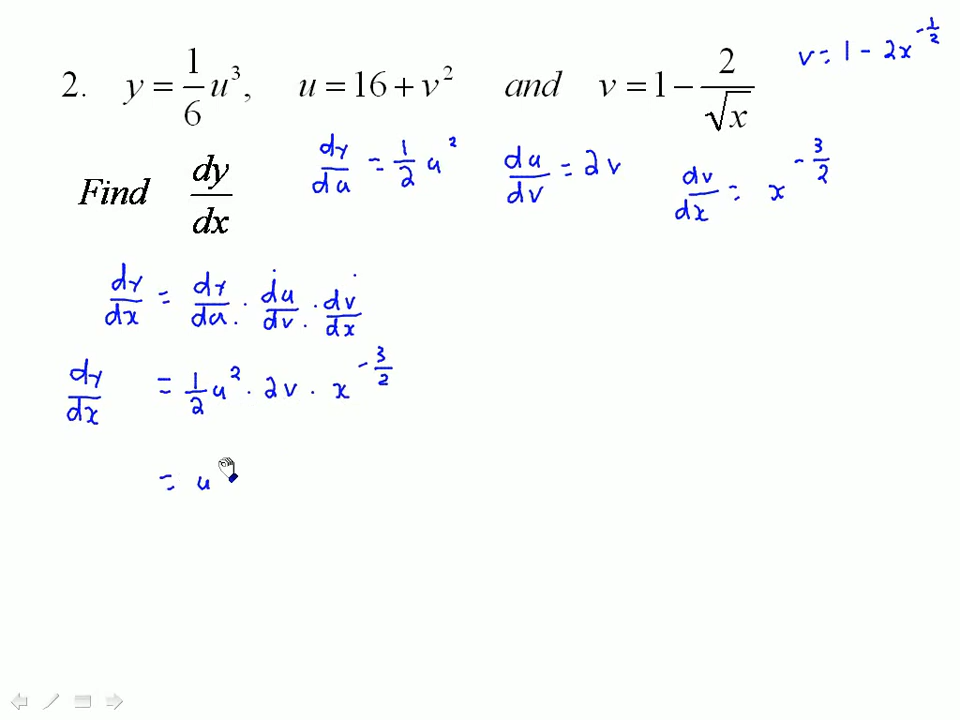 v = 1 - 2x^{-1/2}
2. y = 1/6 u³, u = 16 + v² and v = 1 - 2/√x
dy/du = 1/2 u² du/dv = 2v dv/dx = x^{-3/2}
Find dy/dx
dy/dx = dy/du · du/dv · dv/dx
dy/dx = 1/2 u² · 2v · x^{-3/2}
= u